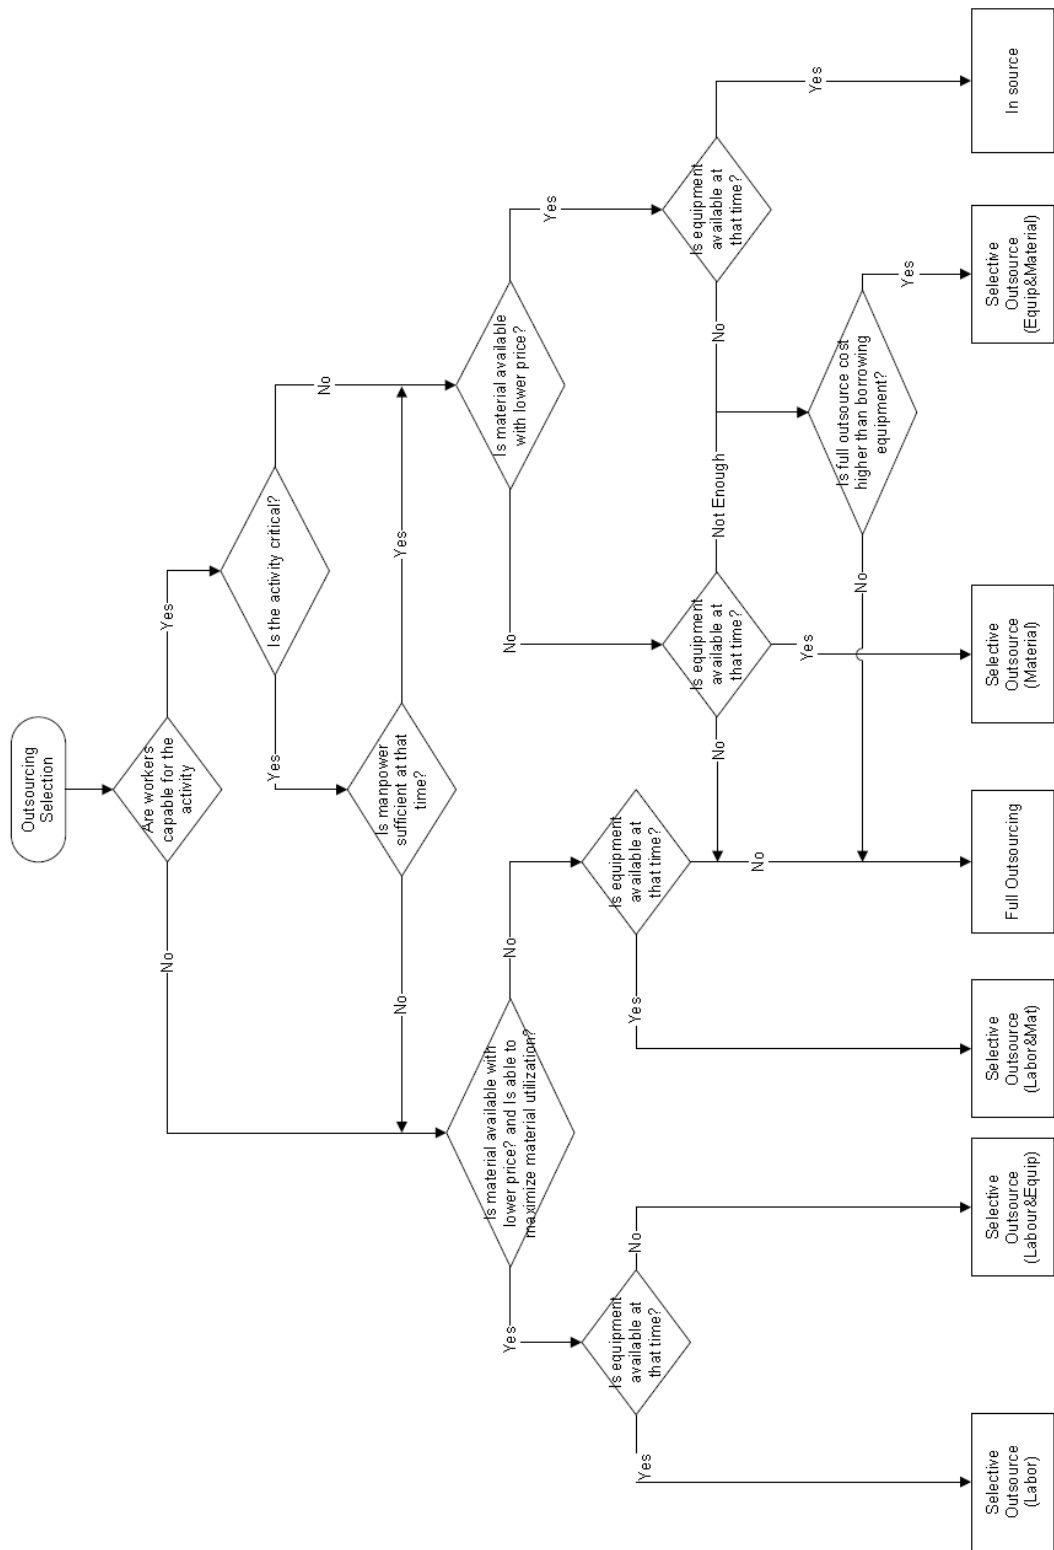 Outsourcing
Selection
Are workers
capable for the
activity
No
Yes
Is the activity critical?
Yes
No
Is manpower
sufficient at that
time?
No
Yes
Is material available with
lower price? and Is able to
maximize material utilization?
Yes
No
Is material available
with lower price?
No
Yes
Is equipment
available at
that time?
Yes
No
Is equipment
available at
that time?
Yes
No
Is equipment
available at
that time?
No
Yes
Not Enough
Is equipment
available at
that time?
No
Yes
Is full outsource cost
higher than borrowing
equipment?
No
Yes
Selective
Outsource
(Labor)
Selective
Outsource
(Labour&Equip)
Selective
Outsource
(Labor&Mat)
Full Outsourcing
Selective
Outsource
(Material)
Selective
Outsource
(Equip&Material)
In source